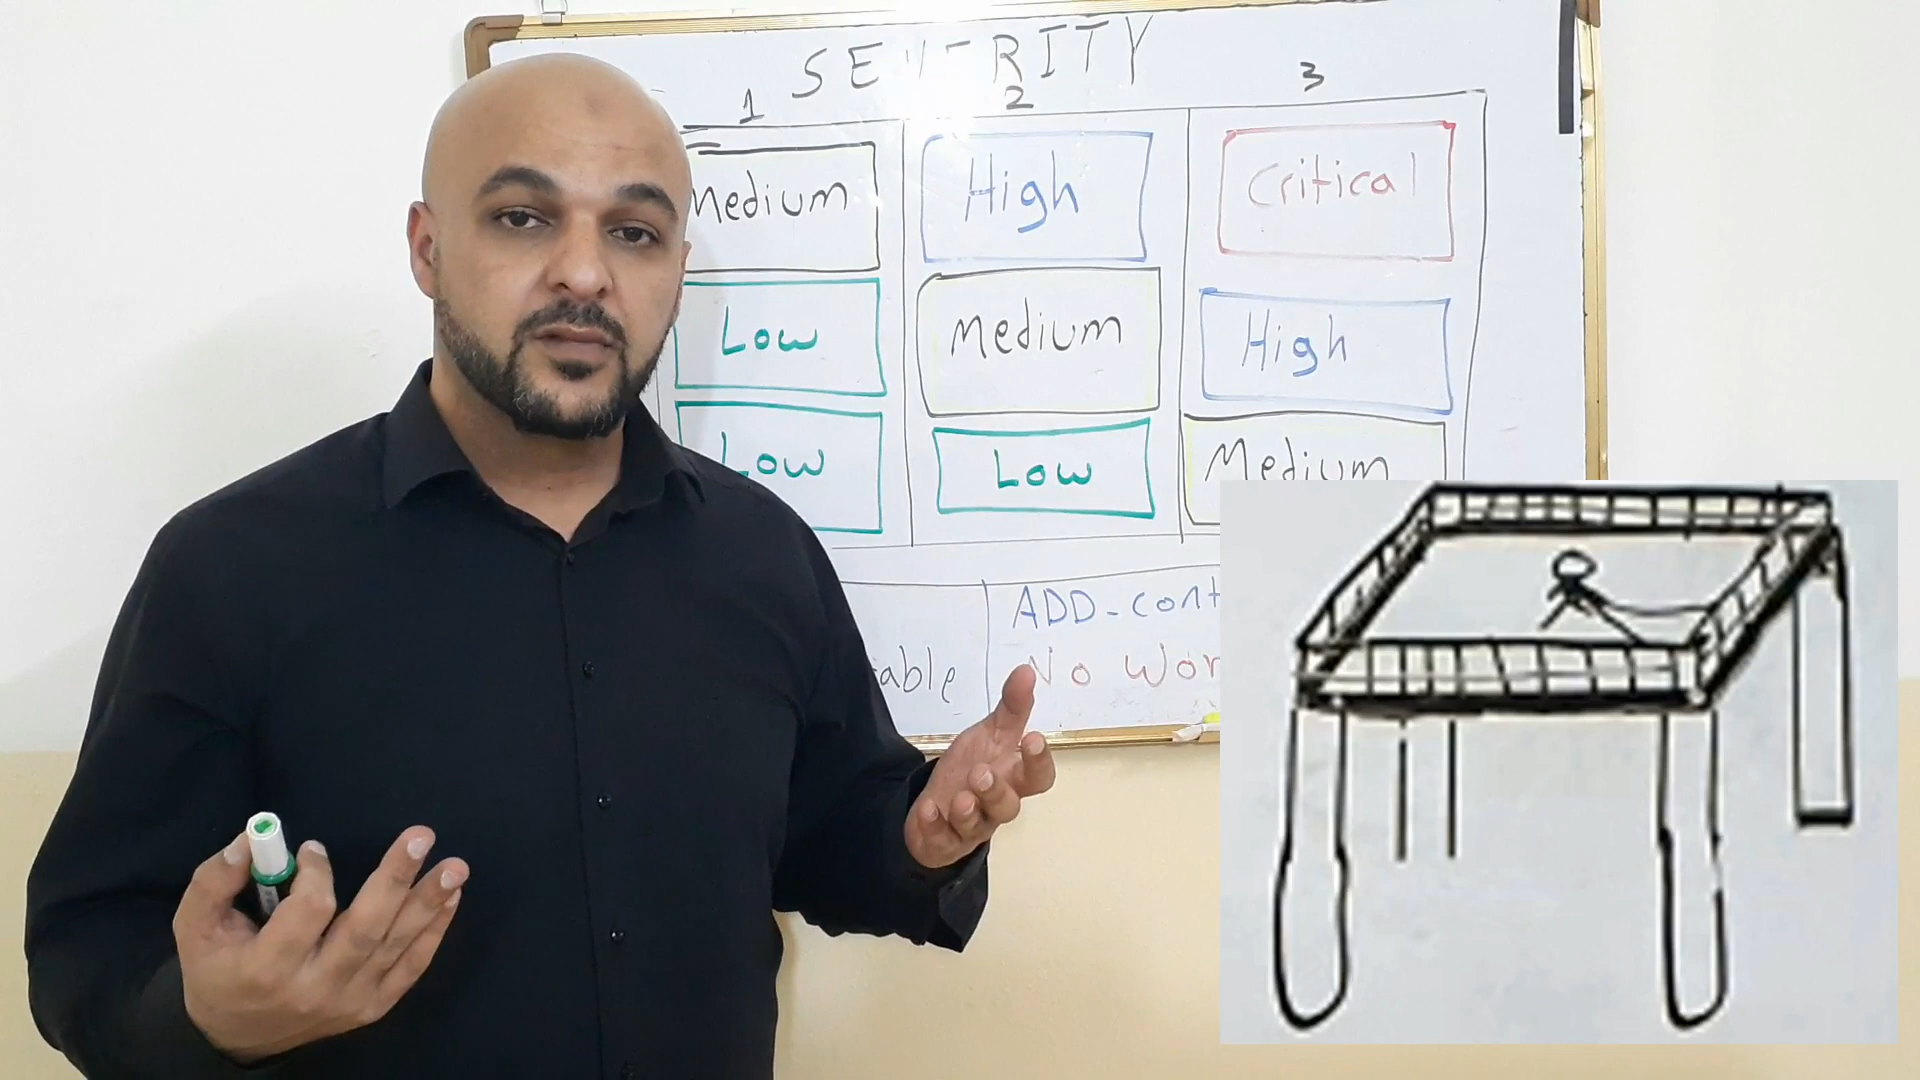 SEVERITY
1 2 3
Medium High Critical
Low Medium High
Low Low Medium
ADD-cont
able No Wor